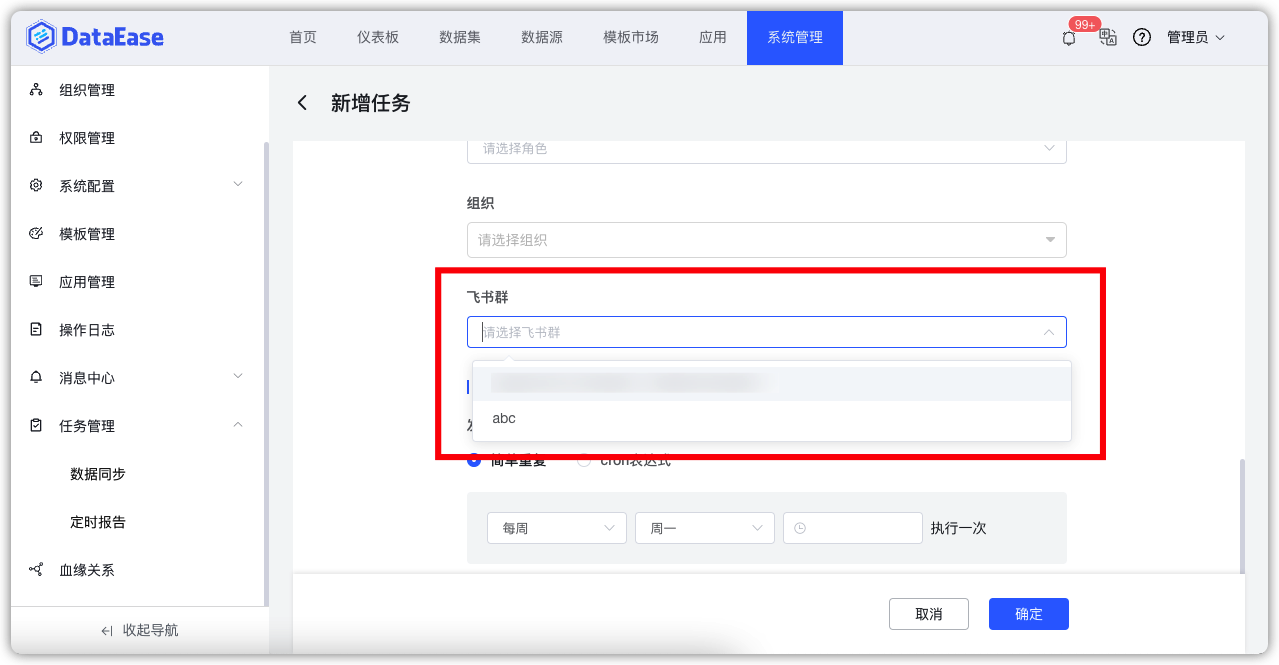 DataEase
首页 仪表板 数据集 数据源 模板市场 应用 系统管理 99+ 管理员
组织管理
权限管理
系统配置
模板管理
应用管理
操作日志
消息中心
任务管理
数据同步
定时报告
血缘关系
收起导航
新增任务
请选择角色
组织
请选择组织
飞书群
请选择飞书群
abc
简单重复 cron表达式
每周 周一 执行一次
取消 确定